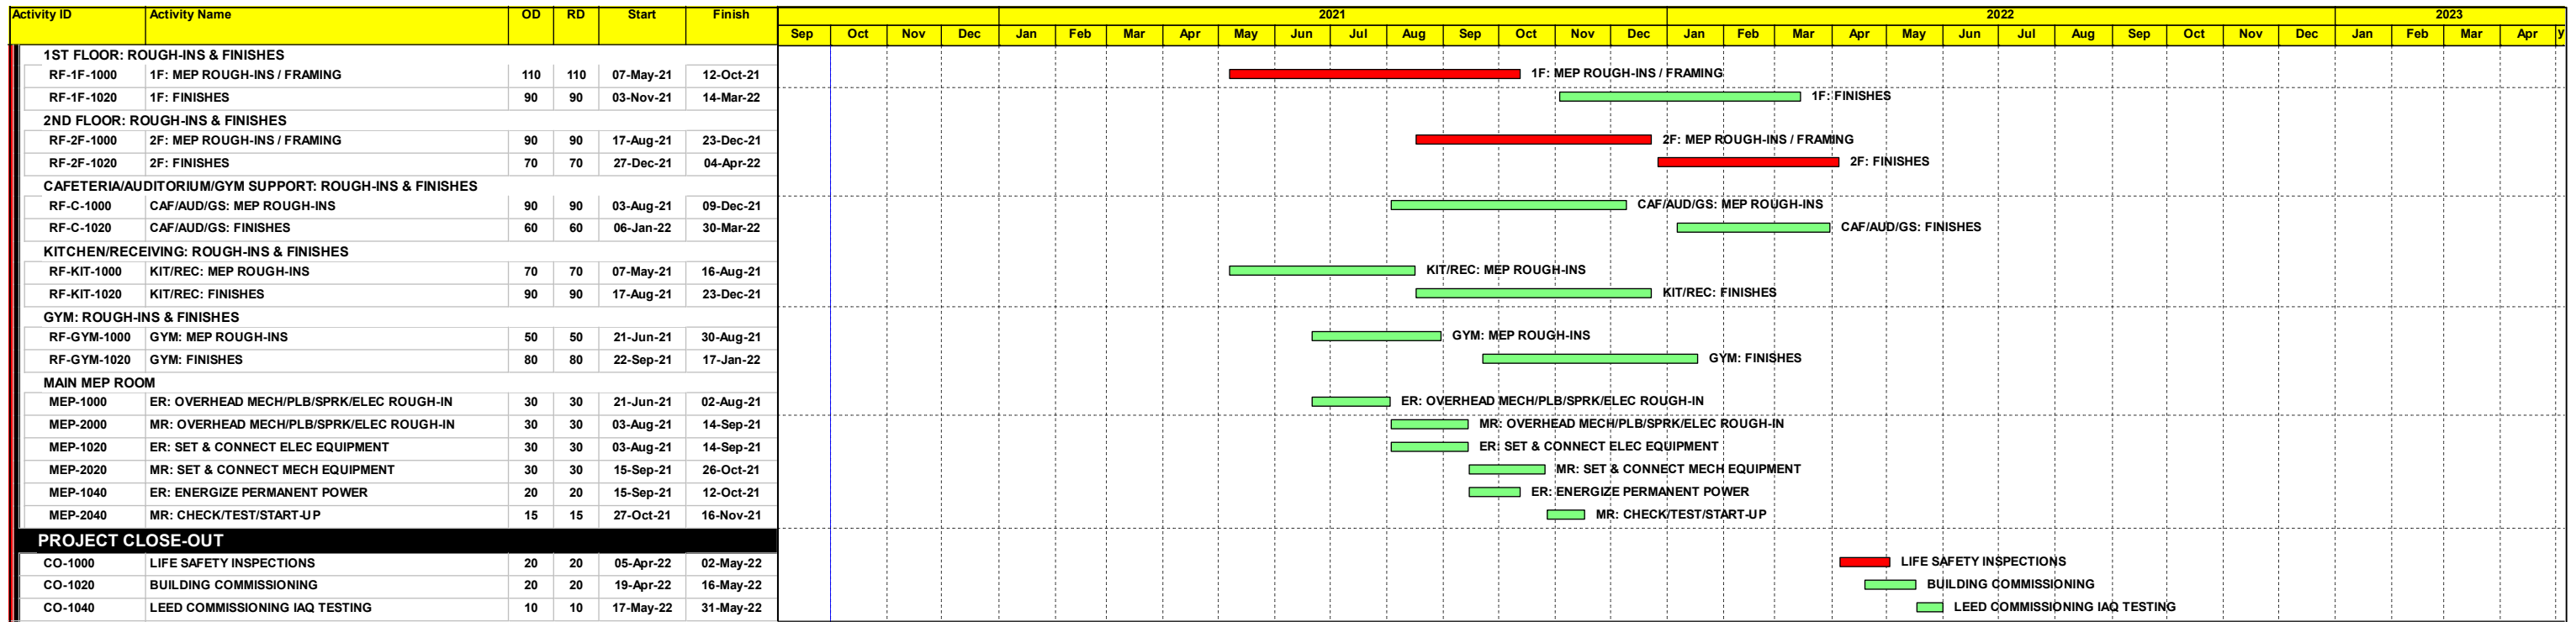 Activity ID Activity Name OD RD Start Finish 2021 2022 2023
Sep Oct Nov Dec Jan Feb Mar Apr May Jun Jul Aug Sep Oct Nov Dec Jan Feb Mar Apr May Jun Jul Aug Sep Oct Nov Dec Jan Feb Mar Apr y
1ST FLOOR: ROUGH-INS & FINISHES
RF-1F-1000 1F: MEP ROUGH-INS / FRAMING 110 110 07-May-21 12-Oct-21 1F: MEP ROUGH-INS / FRAMING
RF-1F-1020 1F: FINISHES 90 90 03-Nov-21 14-Mar-22 1F: FINISHES
2ND FLOOR: ROUGH-INS & FINISHES
RF-2F-1000 2F: MEP ROUGH-INS / FRAMING 90 90 17-Aug-21 23-Dec-21 2F: MEP ROUGH-INS / FRAMING
RF-2F-1020 2F: FINISHES 70 70 27-Dec-21 04-Apr-22 2F: FINISHES
CAFETERIA/AUDITORIUM/GYM SUPPORT: ROUGH-INS & FINISHES
RF-C-1000 CAF/AUD/GS: MEP ROUGH-INS 90 90 03-Aug-21 09-Dec-21 CAF/AUD/GS: MEP ROUGH-INS
RF-C-1020 CAF/AUD/GS: FINISHES 60 60 06-Jan-22 30-Mar-22 CAF/AUD/GS: FINISHES
KITCHEN/RECEIVING: ROUGH-INS & FINISHES
RF-KIT-1000 KIT/REC: MEP ROUGH-INS 70 70 07-May-21 16-Aug-21 KIT/REC: MEP ROUGH-INS
RF-KIT-1020 KIT/REC: FINISHES 90 90 17-Aug-21 23-Dec-21 KIT/REC: FINISHES
GYM: ROUGH-INS & FINISHES
RF-GYM-1000 GYM: MEP ROUGH-INS 50 50 21-Jun-21 30-Aug-21 GYM: MEP ROUGH-INS
RF-GYM-1020 GYM: FINISHES 80 80 22-Sep-21 17-Jan-22 GYM: FINISHES
MAIN MEP ROOM
MEP-1000 ER: OVERHEAD MECH/PLB/SPRK/ELEC ROUGH-IN 30 30 21-Jun-21 02-Aug-21 ER: OVERHEAD MECH/PLB/SPRK/ELEC ROUGH-IN
MEP-2000 MR: OVERHEAD MECH/PLB/SPRK/ELEC ROUGH-IN 30 30 03-Aug-21 14-Sep-21 MR: OVERHEAD MECH/PLB/SPRK/ELEC ROUGH-IN
MEP-1020 ER: SET & CONNECT ELEC EQUIPMENT 30 30 03-Aug-21 14-Sep-21 ER: SET & CONNECT ELEC EQUIPMENT
MEP-2020 MR: SET & CONNECT MECH EQUIPMENT 30 30 15-Sep-21 26-Oct-21 MR: SET & CONNECT MECH EQUIPMENT
MEP-1040 ER: ENERGIZE PERMANENT POWER 20 20 15-Sep-21 12-Oct-21 ER: ENERGIZE PERMANENT POWER
MEP-2040 MR: CHECK/TEST/START-UP 15 15 27-Oct-21 16-Nov-21 MR: CHECK/TEST/START-UP
PROJECT CLOSE-OUT
CO-1000 LIFE SAFETY INSPECTIONS 20 20 05-Apr-22 02-May-22 LIFE SAFETY INSPECTIONS
CO-1020 BUILDING COMMISSIONING 20 20 19-Apr-22 16-May-22 BUILDING COMMISSIONING
CO-1040 LEED COMMISSIONING IAQ TESTING 10 10 17-May-22 31-May-22 LEED COMMISSIONING IAQ TESTING